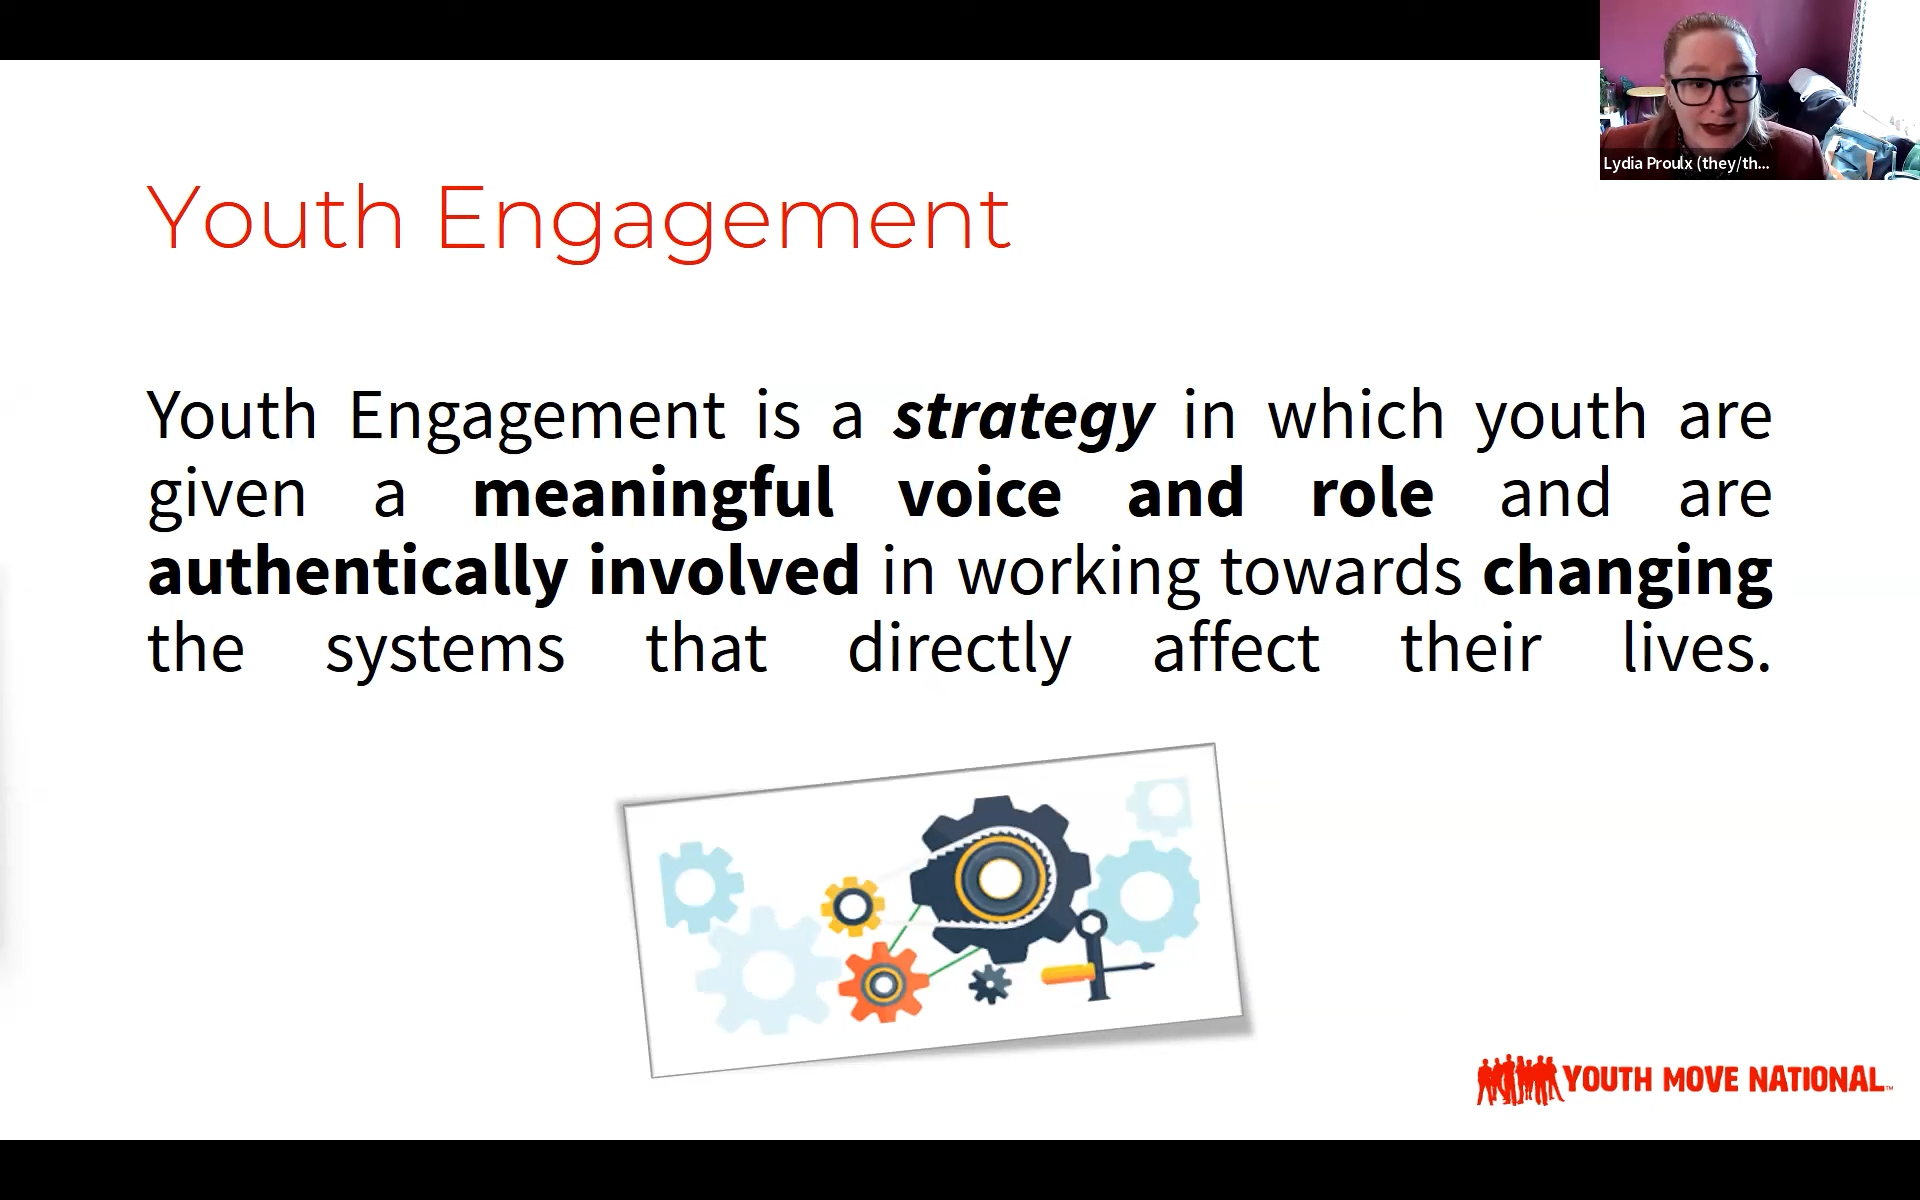 Lydia Proulx (they/th...
Youth Engagement
Youth Engagement is a strategy in which youth are
given a meaningful voice and role and are
authentically involved in working towards changing
the systems that directly affect their lives.
YOUTH MOVE NATIONAL™